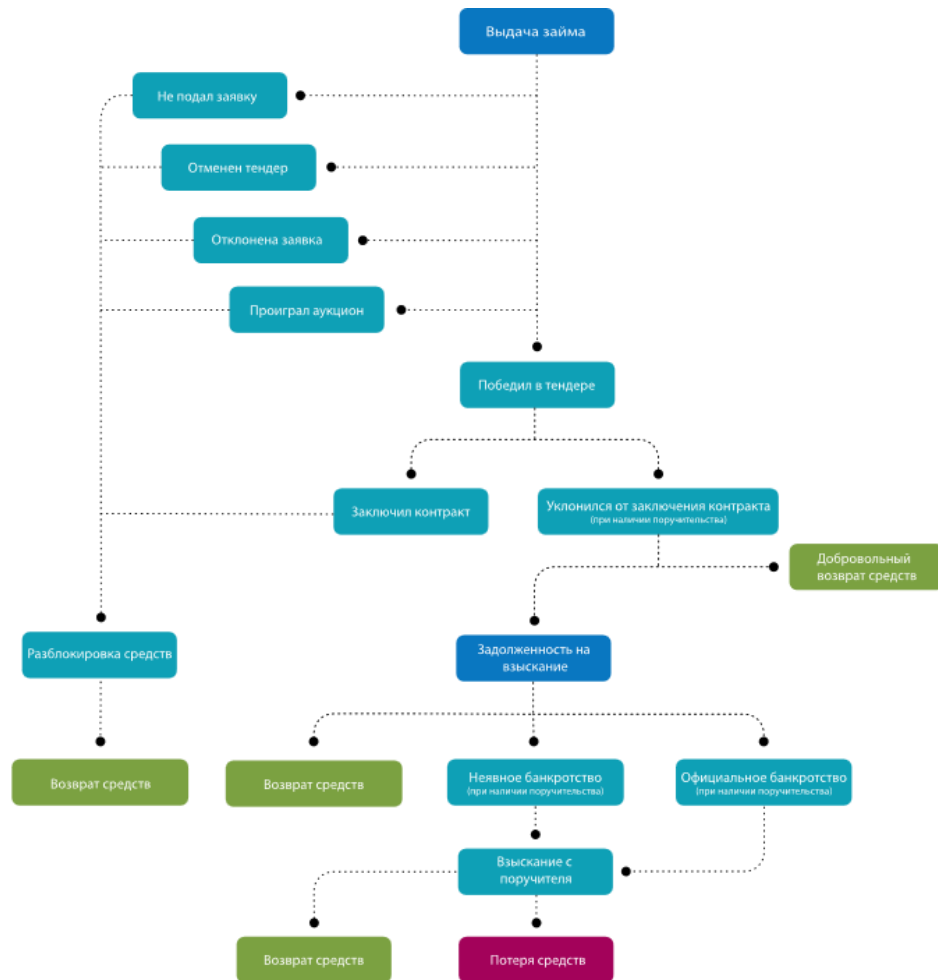 Выдача займа
Не подал заявку
Отменен тендер
Отклонена заявка
Проиграл аукцион
Победил в тендере
Заключил контракт
Уклонился от заключения контракта
(при наличии поручительства)
Добровольный
возврат средств
Разблокировка средств
Задолженность на
взыскание
Возврат средств
Возврат средств
Неявное банкротство
(при наличии поручительства)
Официальное банкротство
(при наличии поручительства)
Взыскание с
поручителя
Возврат средств
Потеря средств